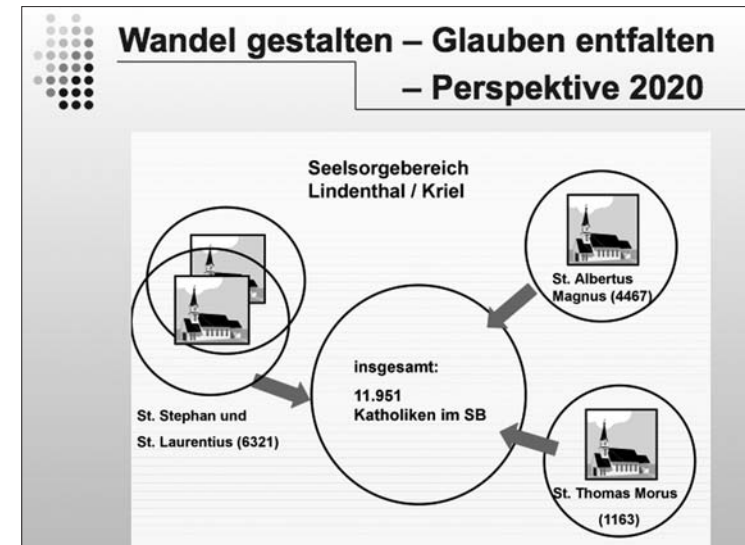 Wandel gestalten – Glauben entfalten
– Perspektive 2020
Seelsorgebereich
Lindenthal / Kriel
St. Albertus
Magnus (4467)
insgesamt:
11.951
Katholiken im SB
St. Stephan und
St. Laurentius (6321)
St. Thomas Morus
(1163)